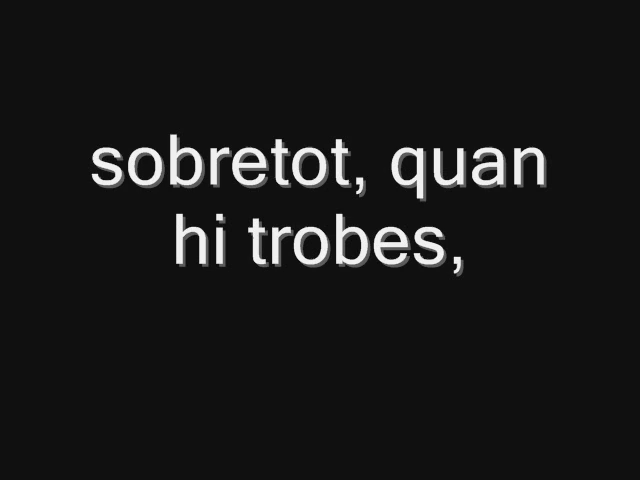 sobretot, quan
hi trobes,